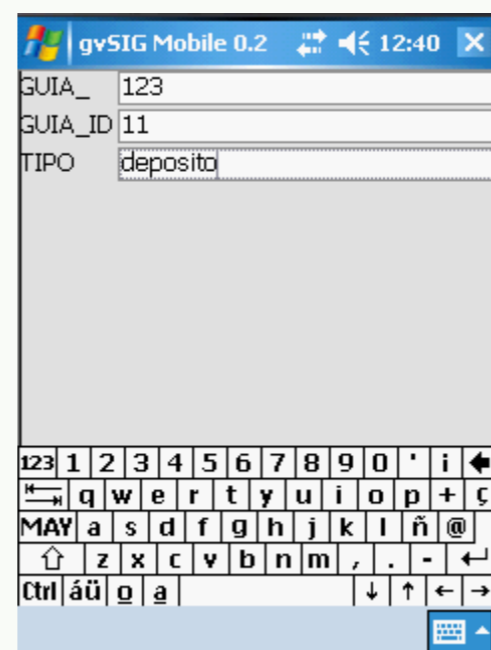 gvSIG Mobile 0.2 12:40
GUIA_ 123
GUIA_ID 11
TIPO deposito
123 1 2 3 4 5 6 7 8 9 0 ' i
q w e r t y u i o p + ç
MAY a s d f g h j k l ñ @
z x c v b n m , . -
Ctrl áü o a ↓ ↑ ← →